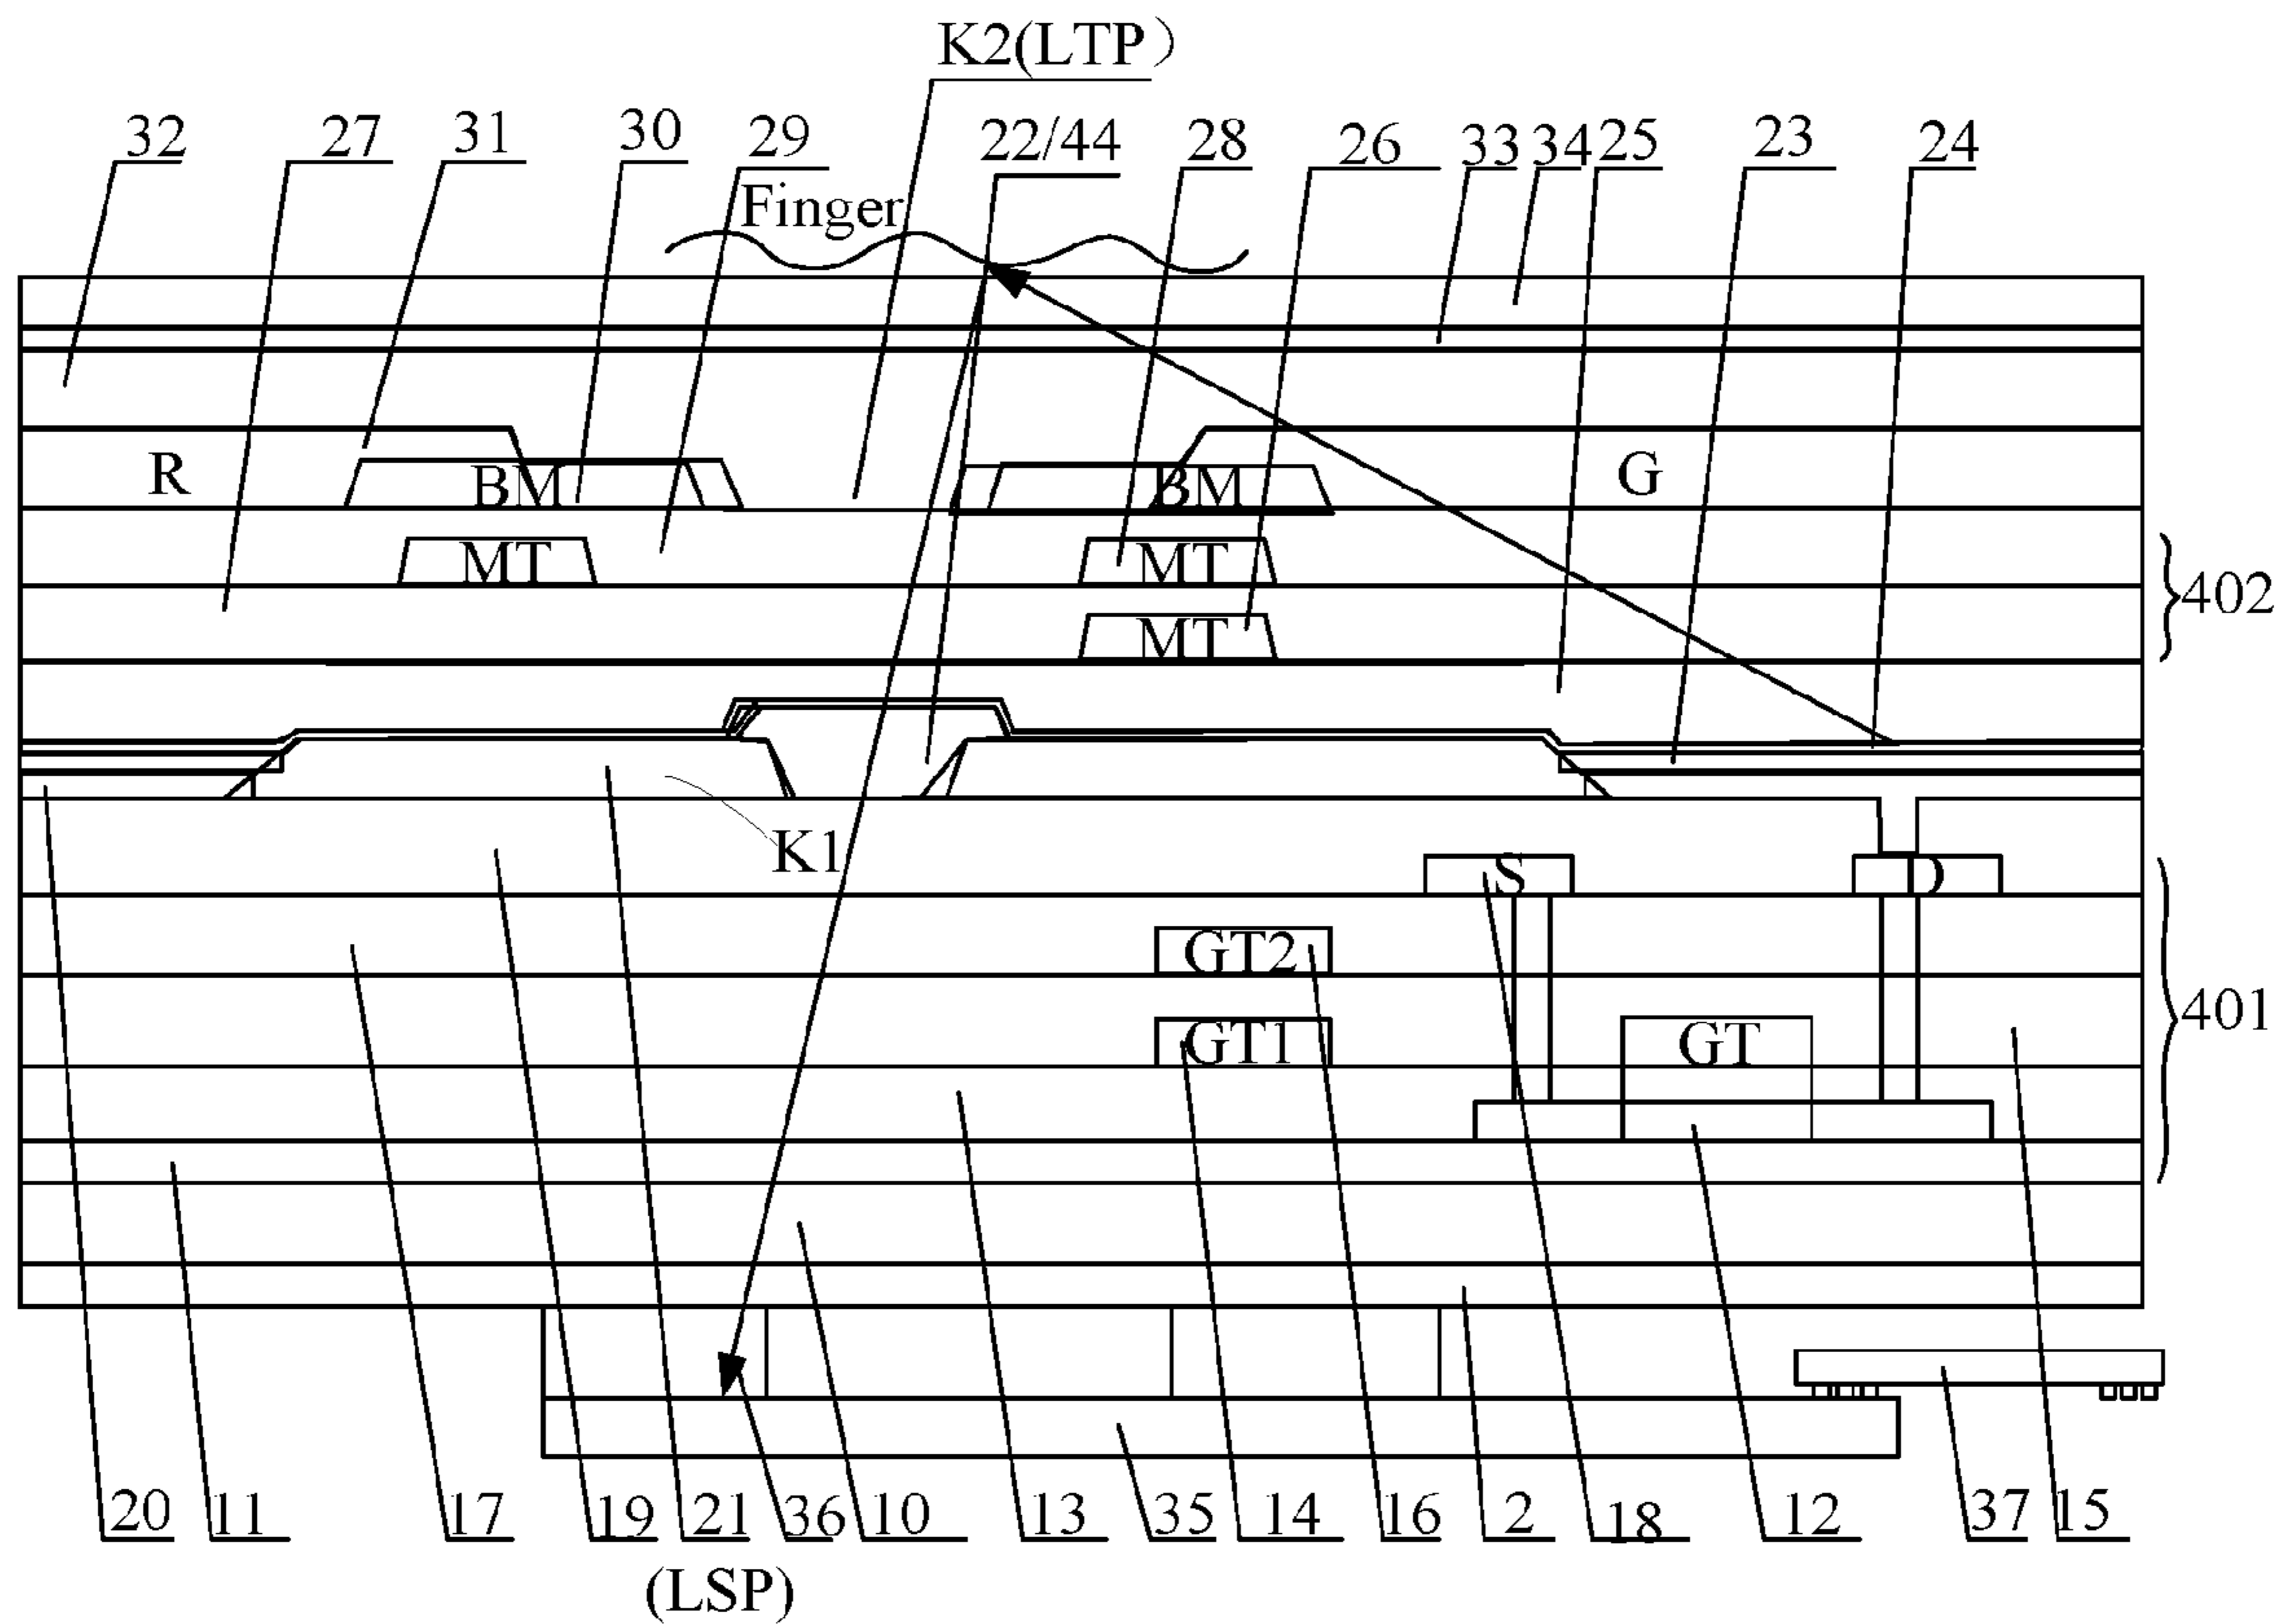 K2(LTP）
32 27 31 30 29 22/44 28 26 33 34 25 23 24
Finger
R BM BM G
MT MT
MT
402
K1
S D
GT2
GT1 GT
401
20 11 17 19 21 36 10 13 35 14 16 2 18 12 37 15
(LSP)